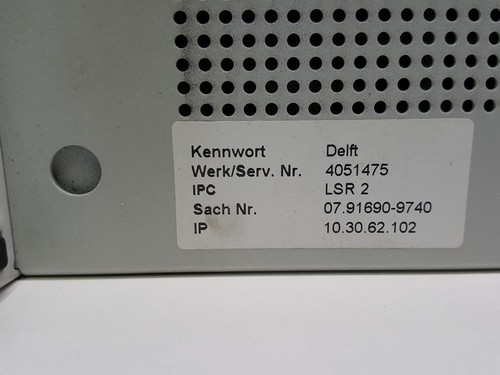 Kennwort Delft
Werk/Serv. Nr. 4051475
IPC LSR 2
Sach Nr. 07.91690-9740
IP 10.30.62.102